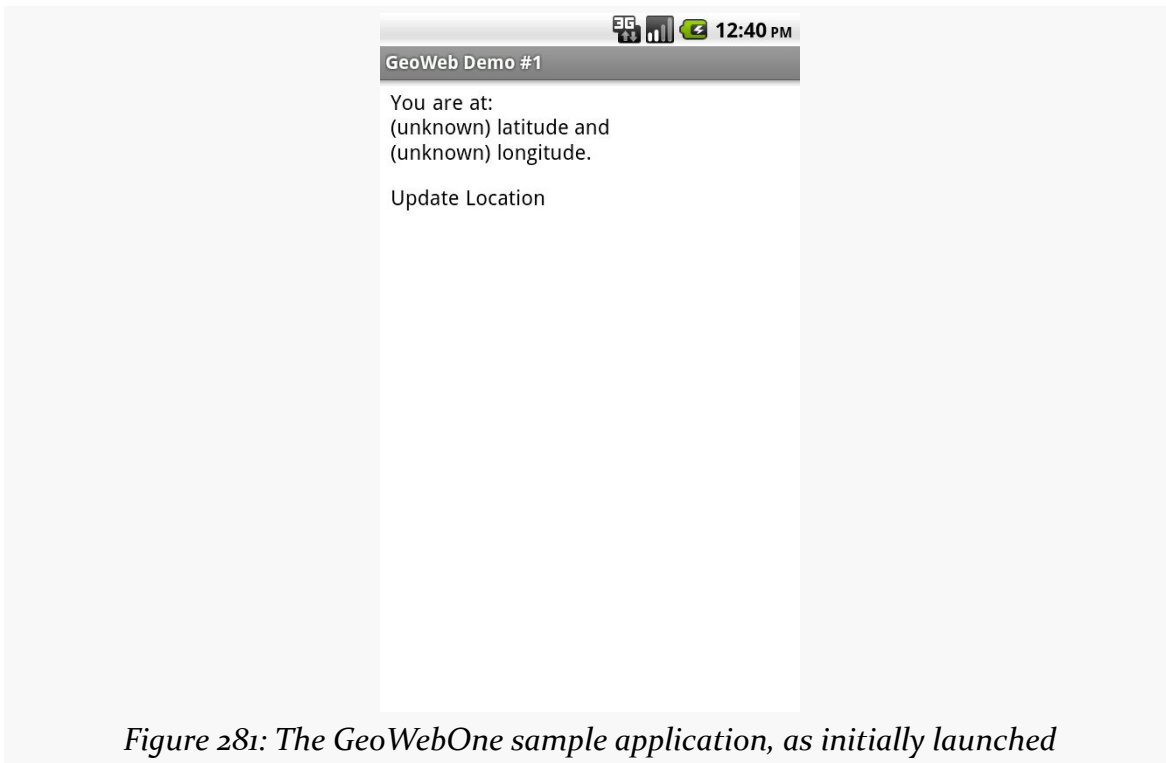 3G 12:40 PM
GeoWeb Demo #1
You are at:
(unknown) latitude and
(unknown) longitude.
Update Location
Figure 281: The GeoWebOne sample application, as initially launched